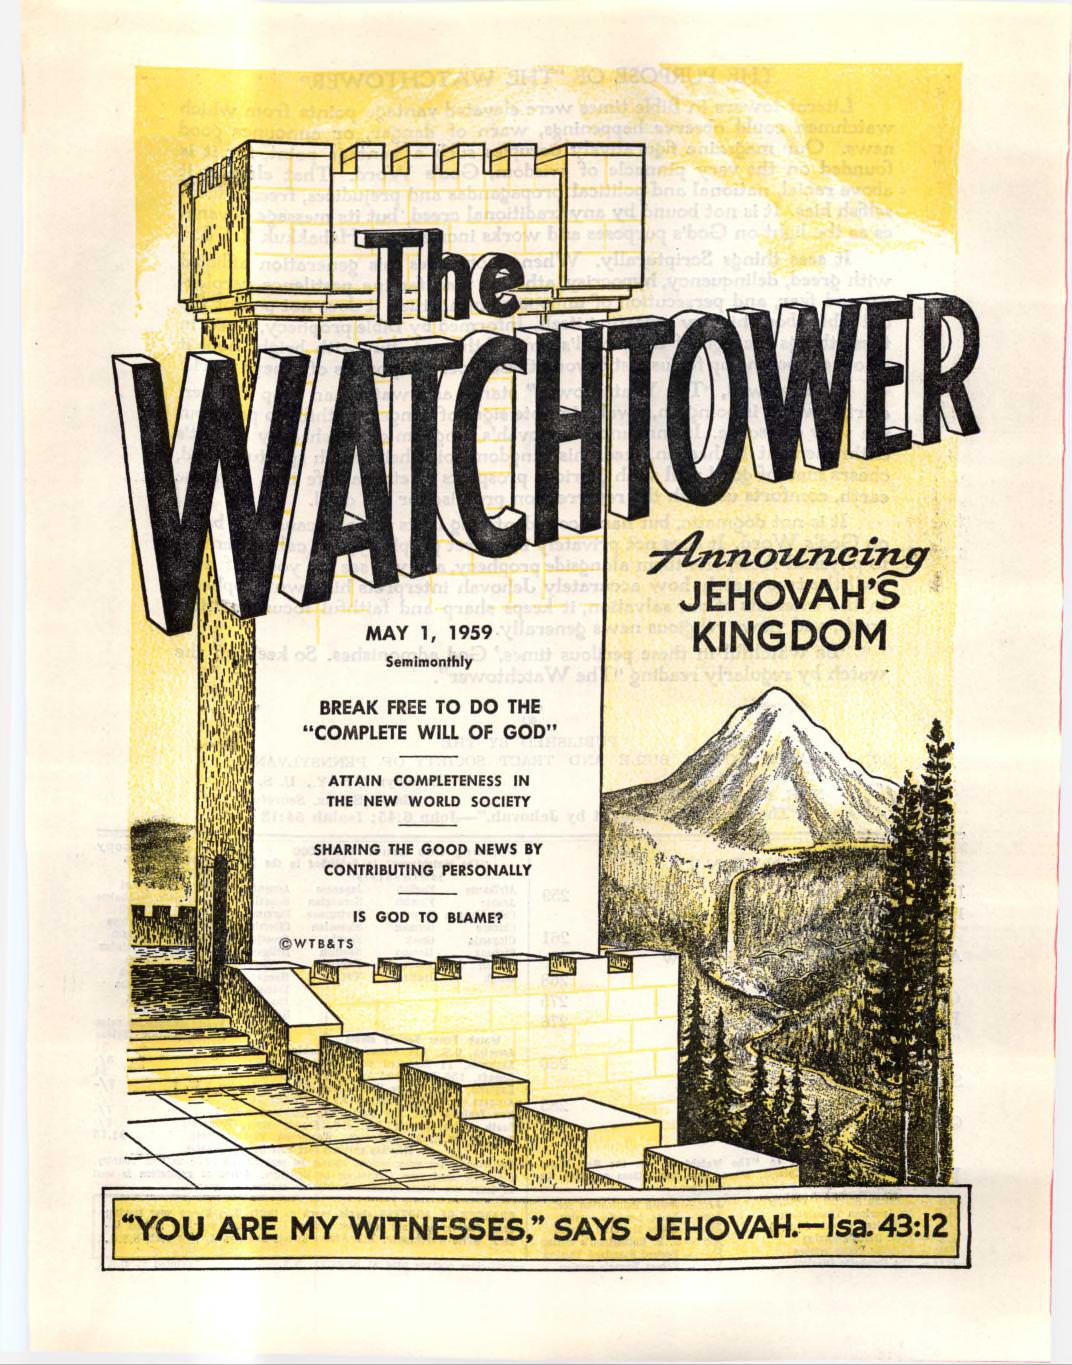 The
WATCHTOWER
Announcing
JEHOVAH'S
KINGDOM
MAY 1, 1959
Semimonthly
BREAK FREE TO DO THE
"COMPLETE WILL OF GOD"
ATTAIN COMPLETENESS IN
THE NEW WORLD SOCIETY
SHARING THE GOOD NEWS BY
CONTRIBUTING PERSONALLY
IS GOD TO BLAME?
©WTB&TS
"YOU ARE MY WITNESSES," SAYS JEHOVAH.—Isa. 43:12